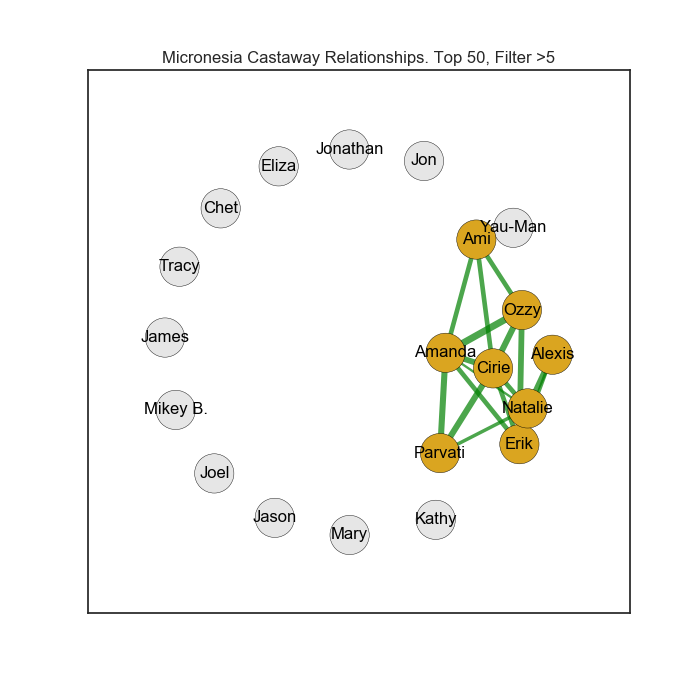 Micronesia Castaway Relationships. Top 50, Filter >5
Jonathan
Jon
Eliza
Chet
Yau-Man
Ami
Tracy
Ozzy
James
Amanda
Alexis
Cirie
Mikey B.
Natalie
Erik
Parvati
Joel
Jason
Kathy
Mary